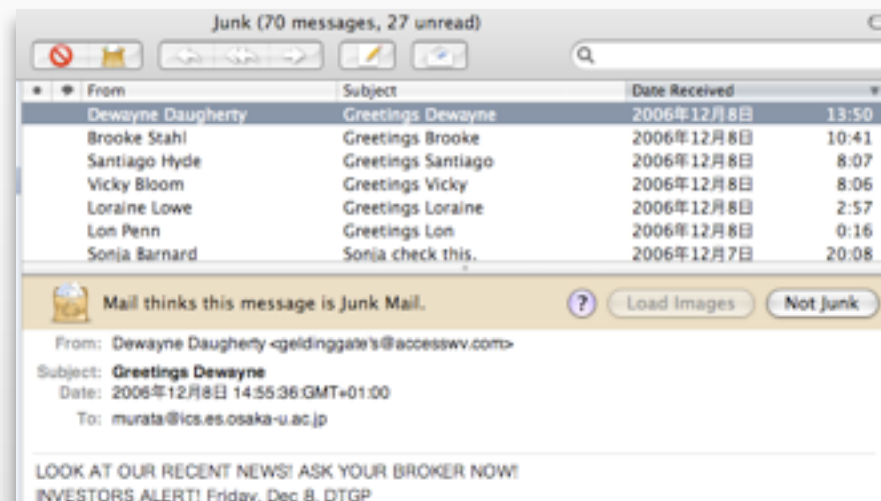 Junk (70 messages, 27 unread)
From Subject Date Received
Dewayne Daugherty Greetings Dewayne 2006年12月8日 13:50
Brooke Stahl Greetings Brooke 2006年12月8日 10:41
Santiago Hyde Greetings Santiago 2006年12月8日 8:07
Vicky Bloom Greetings Vicky 2006年12月8日 8:06
Loraine Lowe Greetings Loraine 2006年12月8日 2:57
Lon Penn Greetings Lon 2006年12月8日 0:16
Sonja Barnard Sonja check this. 2006年12月7日 20:08
Mail thinks this message is Junk Mail. ? Load Images Not Junk
From: Dewayne Daugherty <geldinggate's@accesswv.com>
Subject: Greetings Dewayne
Date: 2006年12月8日 14:55:36:GMT+01:00
To: murata@ics.es.osaka-u.ac.jp
LOOK AT OUR RECENT NEWS! ASK YOUR BROKER NOW!
INVESTORS ALERT! Friday, Dec 8, DTGP